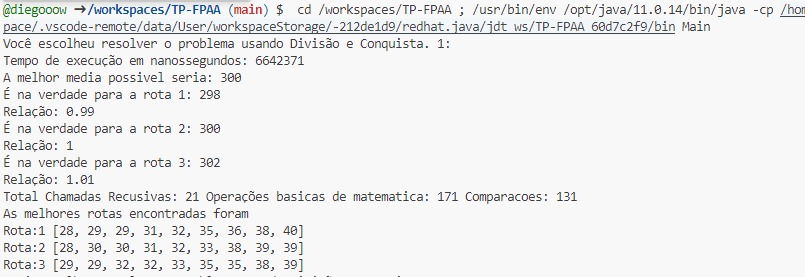 @diegooow ➜/workspaces/TP-FPAA (main) $ cd /workspaces/TP-FPAA ; /usr/bin/env /opt/java/11.0.14/bin/java -cp /hom
pace/.vscode-remote/data/User/workspaceStorage/-212de1d9/redhat.java/jdt_ws/TP-FPAA_60d7c2f9/bin Main
Você escolheu resolver o problema usando Divisão e Conquista. 1:
Tempo de execução em nanossegundos: 6642371
A melhor media possivel seria: 300
É na verdade para a rota 1: 298
Relação: 0.99
É na verdade para a rota 2: 300
Relação: 1
É na verdade para a rota 3: 302
Relação: 1.01
Total Chamadas Recusivas: 21 Operações basicas de matematica: 171 Comparacoes: 131
As melhores rotas encontradas foram
Rota:1 [28, 29, 29, 31, 32, 35, 36, 38, 40]
Rota:2 [28, 30, 30, 31, 32, 33, 38, 39, 39]
Rota:3 [29, 29, 32, 32, 33, 35, 35, 38, 39]